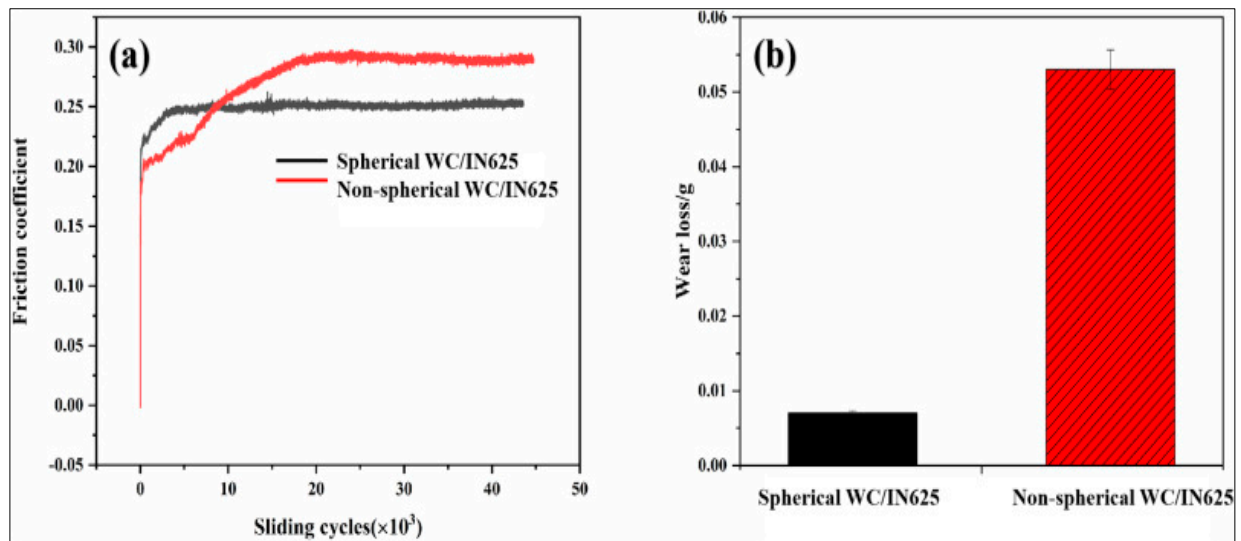 (a)
0.30
0.25
0.20
0.15
0.10
0.05
0.00
-0.05
Friction coefficient
Spherical WC/IN625
Non-spherical WC/IN625
0 10 20 30 40 50
Sliding cycles(×10³)
(b)
0.06
0.05
0.04
0.03
0.02
0.01
0.00
Wear loss/g
Spherical WC/IN625 Non-spherical WC/IN625